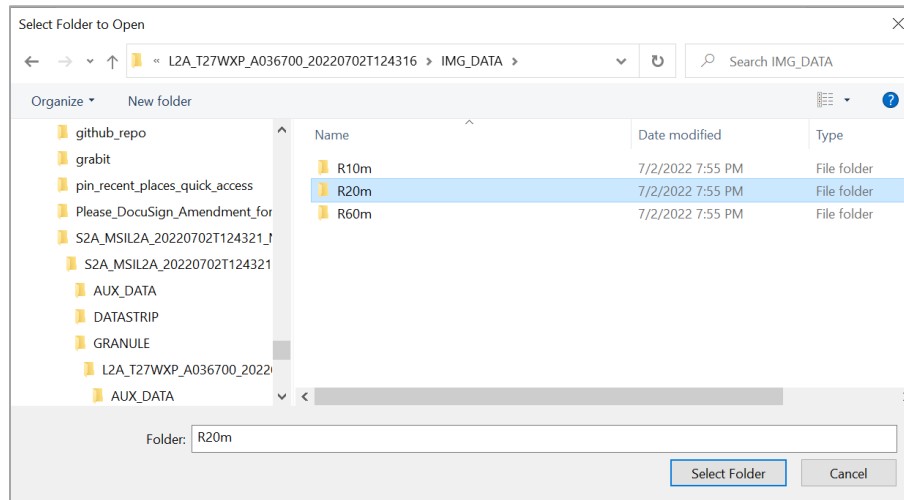 Select Folder to Open
« L2A_T27WXP_A036700_20220702T124316 › IMG_DATA ›
Search IMG_DATA
Organize
New folder
github_repo
grabit
pin_recent_places_quick_access
Please_DocuSign_Amendment_for
S2A_MSIL2A_20220702T124321_
S2A_MSIL2A_20220702T124321
AUX_DATA
DATASTRIP
GRANULE
L2A_T27WXP_A036700_2022
AUX_DATA
Name Date modified Type
R10m 7/2/2022 7:55 PM File folder
R20m 7/2/2022 7:55 PM File folder
R60m 7/2/2022 7:55 PM File folder
Folder: R20m
Select Folder Cancel